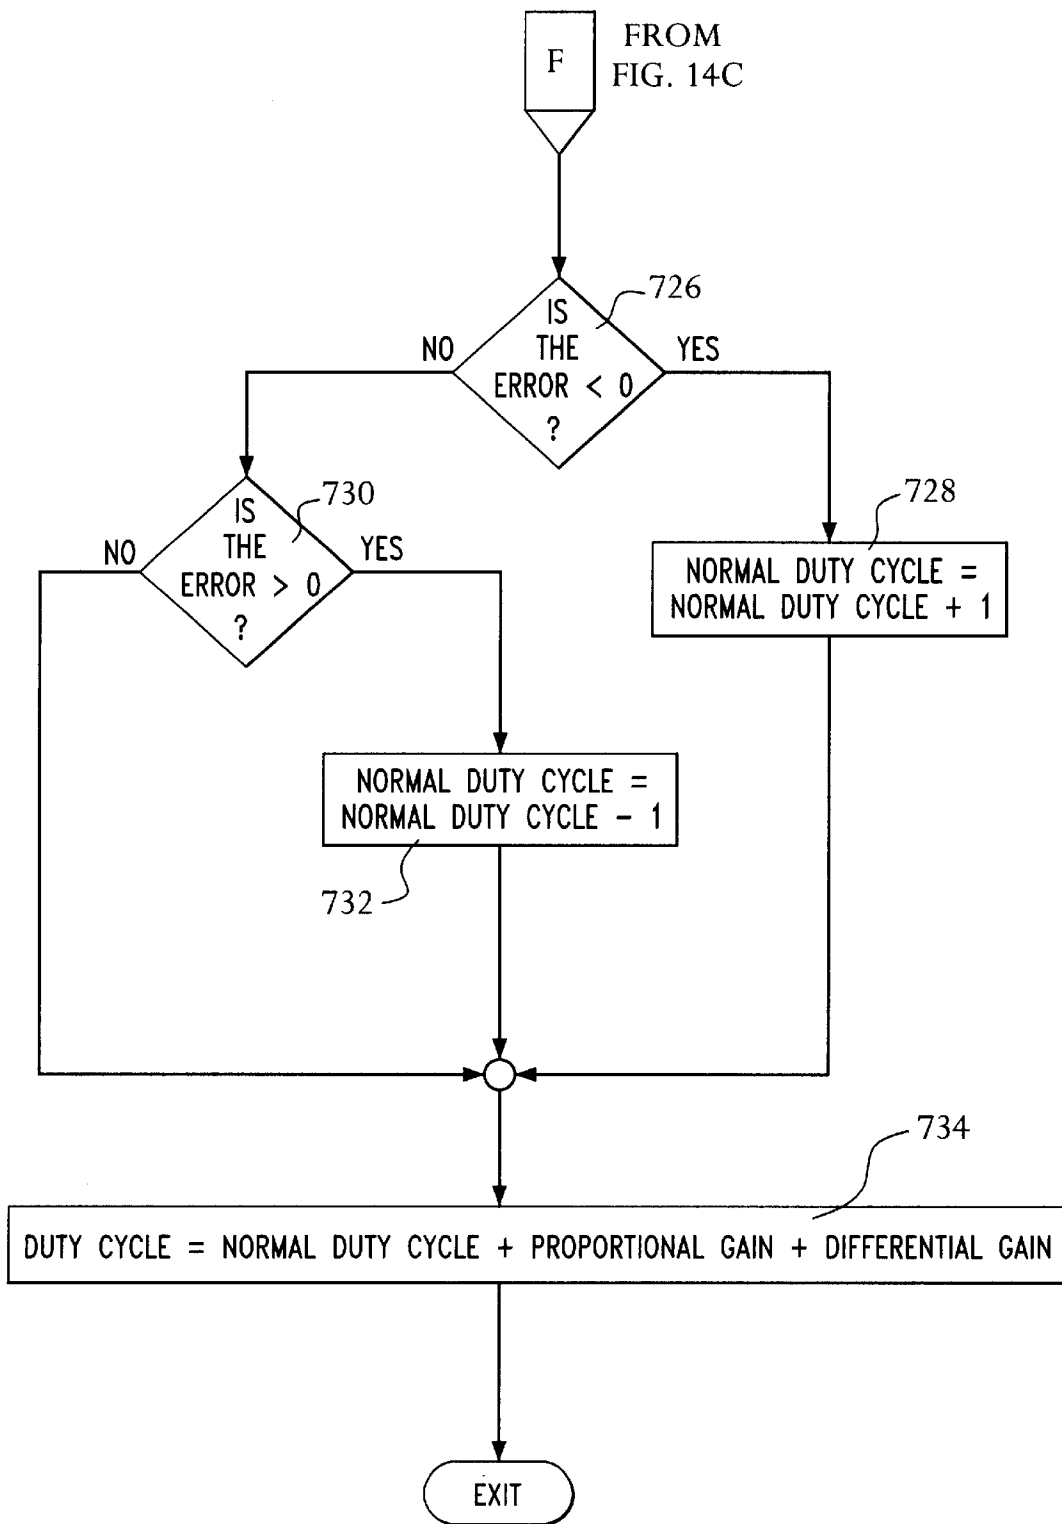 F
FROM
FIG. 14C
726
IS
THE
ERROR < 0
?
NO
YES
730
IS
THE
ERROR > 0
?
NO
YES
728
NORMAL DUTY CYCLE =
NORMAL DUTY CYCLE + 1
NORMAL DUTY CYCLE =
NORMAL DUTY CYCLE - 1
732
734
DUTY CYCLE = NORMAL DUTY CYCLE + PROPORTIONAL GAIN + DIFFERENTIAL GAIN
EXIT